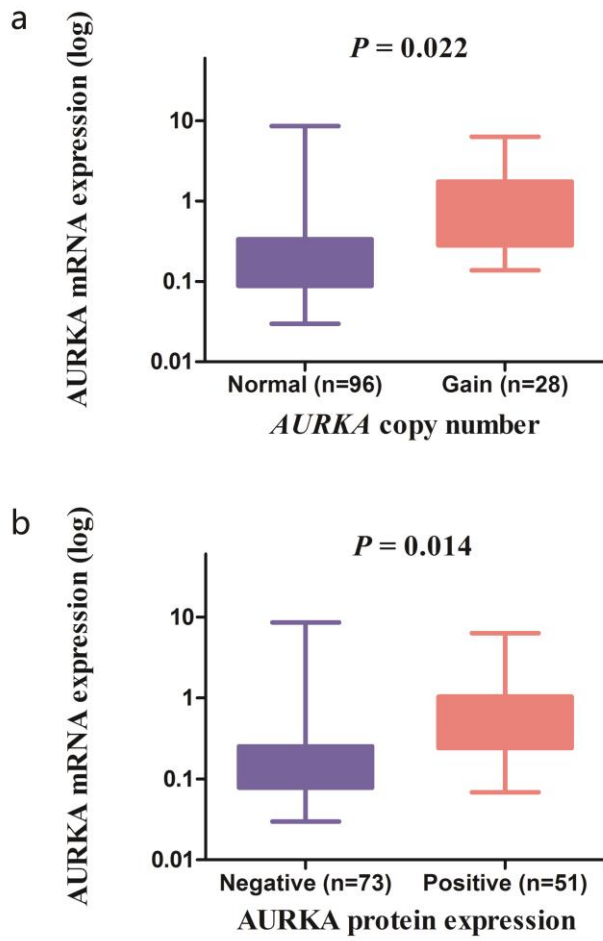 a
P = 0.022
AURKA mRNA expression (log)
10
1
0.1
0.01
Normal (n=96) Gain (n=28)
AURKA copy number
b
P = 0.014
AURKA mRNA expression (log)
10
1
0.1
0.01
Negative (n=73) Positive (n=51)
AURKA protein expression